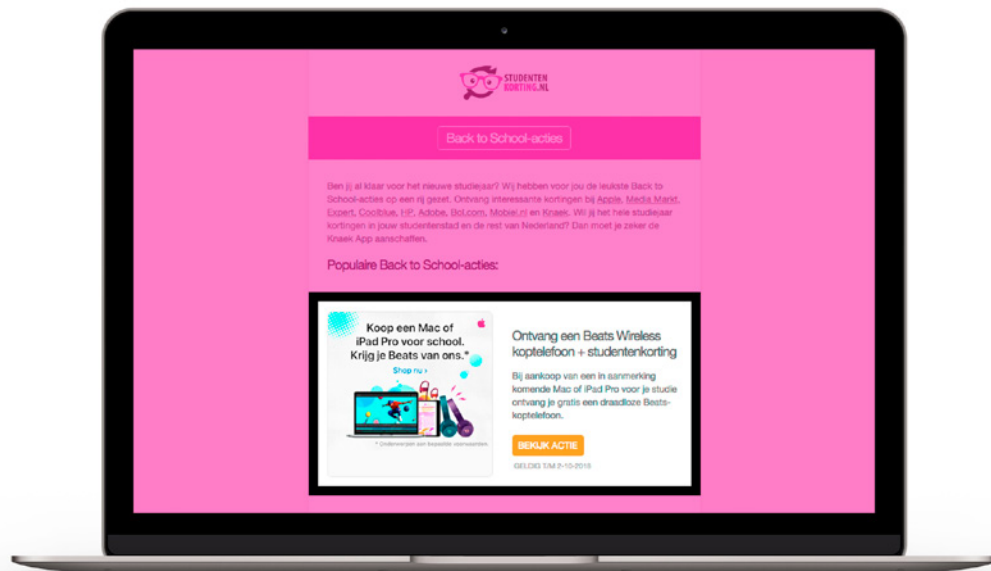 STUDENTEN
KORTING.NL
Back to School-acties
Ben jij al klaar voor het nieuwe studiejaar? Wij hebben voor jou de leukste Back to
School-acties op een rij gezet. Ontvang interessante kortingen bij Apple, Media Markt,
Expert, Coolblue, HP, Adobe, Bol.com, Mobiel.nl en Knaek. Wil jij het hele studiejaar
kortingen in jouw studentenstad en de rest van Nederland? Dan moet je zeker de
Knaek App aanschaffen.
Populaire Back to School-acties:
Koop een Mac of
iPad Pro voor school.
Krijg je Beats van ons.*
Shop nu ›
* Onderworpen aan bepaalde voorwaarden
Ontvang een Beats Wireless
koptelefoon + studentenkorting
Bij aankoop van een in aanmerking
komende Mac of iPad Pro voor je studie
ontvang je gratis een draadloze Beats-
koptelefoon.
BEKIJK ACTIE
GELDIG T/M 2-10-2018